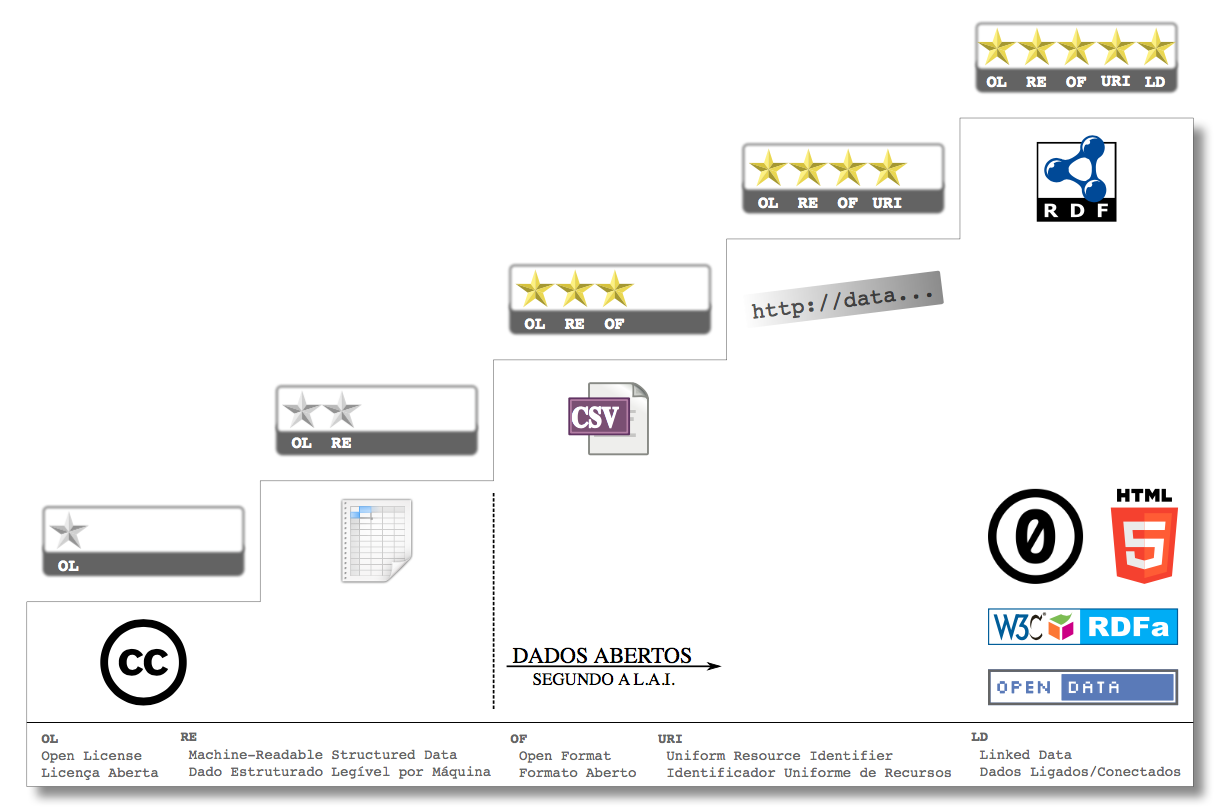 OL RE OF URI LD
RDF
OL RE OF URI
http://data...
OL RE OF
CSV
OL RE
OL
cc
0
HTML
5
W3C RDFa
OPEN DATA
DADOS ABERTOS
SEGUNDO A L.A.I.
OL
Open License
Licença Aberta
RE
Machine-Readable Structured Data
Dado Estruturado Legível por Máquina
OF
Open Format
Formato Aberto
URI
Uniform Resource Identifier
Identificador Uniforme de Recursos
LD
Linked Data
Dados Ligados/Conectados